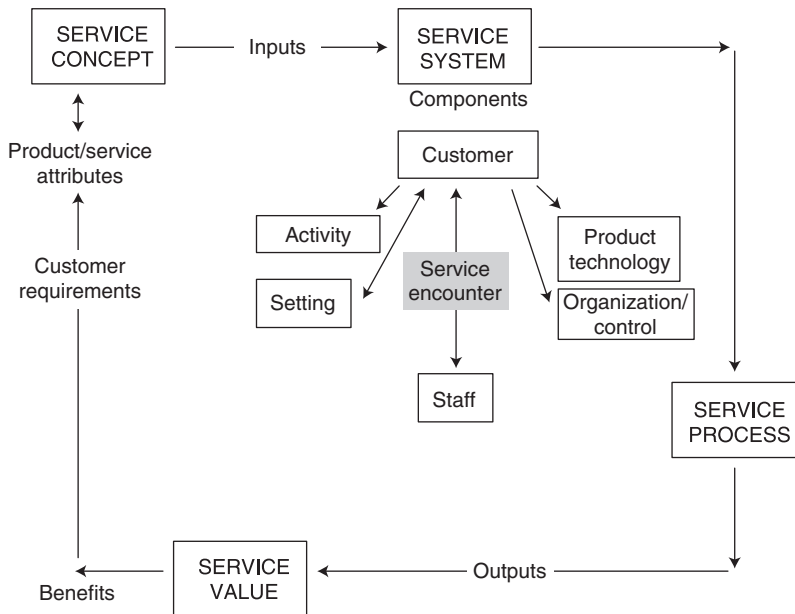 SERVICE
CONCEPT
Inputs
SERVICE
SYSTEM
Components
Product/service
attributes
Customer
Activity
Product
technology
Customer
requirements
Service
encounter
Setting
Organization/
control
Staff
SERVICE
PROCESS
Benefits
SERVICE
VALUE
Outputs